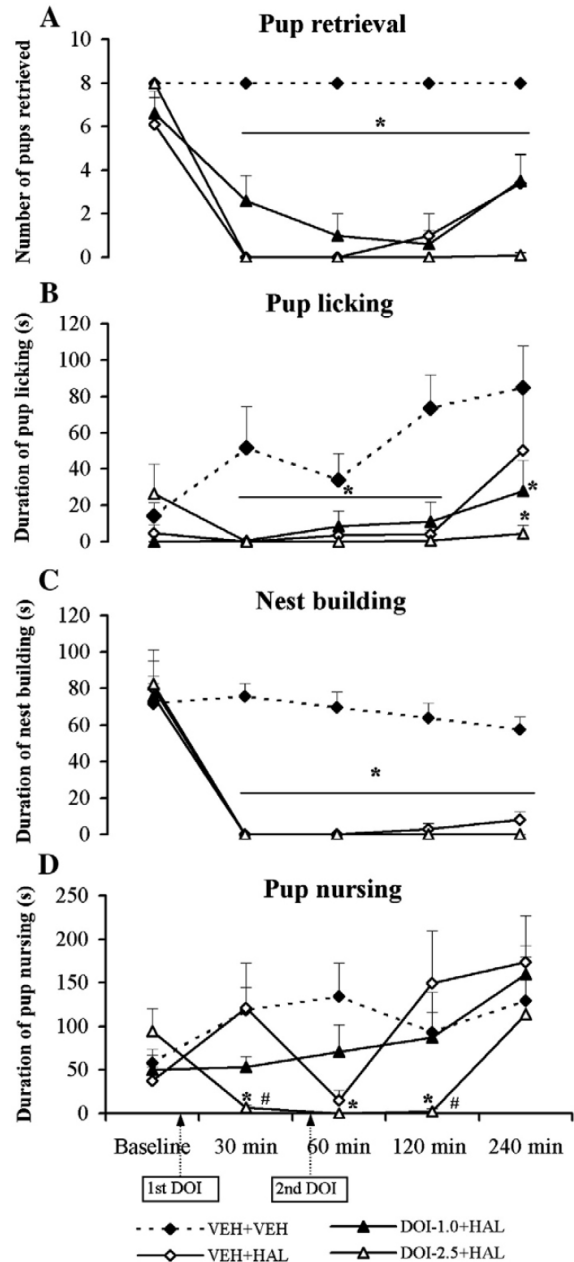 A
Pup retrieval
Number of pups retrieved
10
8
6
4
2
0
*
B
Pup licking
Duration of pup licking (s)
120
100
80
60
40
20
0
*
*
*
C
Nest building
Duration of nest building (s)
120
100
80
60
40
20
0
*
D
Pup nursing
Duration of pup nursing (s)
250
200
150
100
50
0
* # * * #
Baseline 30 min 60 min 120 min 240 min
1st DOI 2nd DOI
VEH+VEH DOI-1.0+HAL
VEH+HAL DOI-2.5+HAL